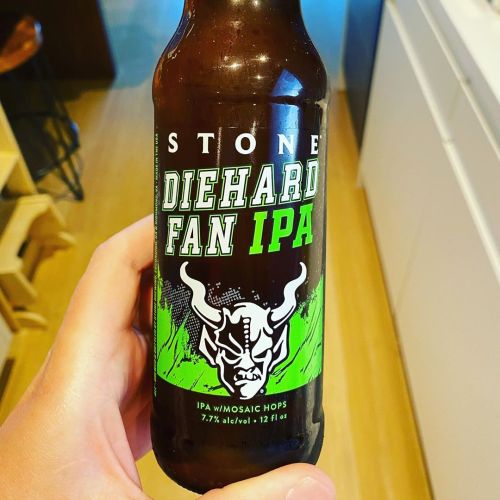 STONE
DIEHARD
FAN IPA
IPA w/MOSAIC HOPS
7.7% alc/vol • 12 fl oz